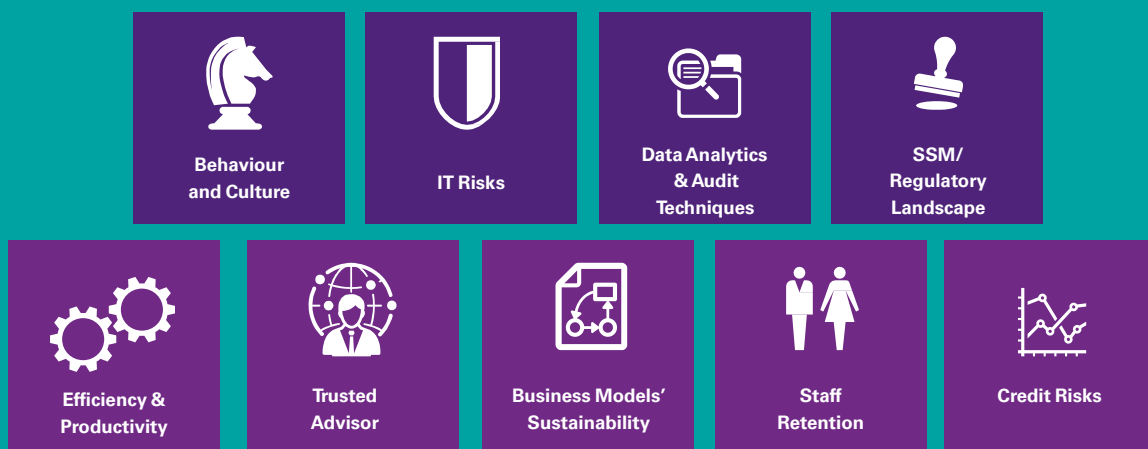 Behaviour
and Culture
IT Risks
Data Analytics
& Audit
Techniques
SSM/
Regulatory
Landscape
Efficiency &
Productivity
Trusted
Advisor
Business Models’
Sustainability
Staff
Retention
Credit Risks